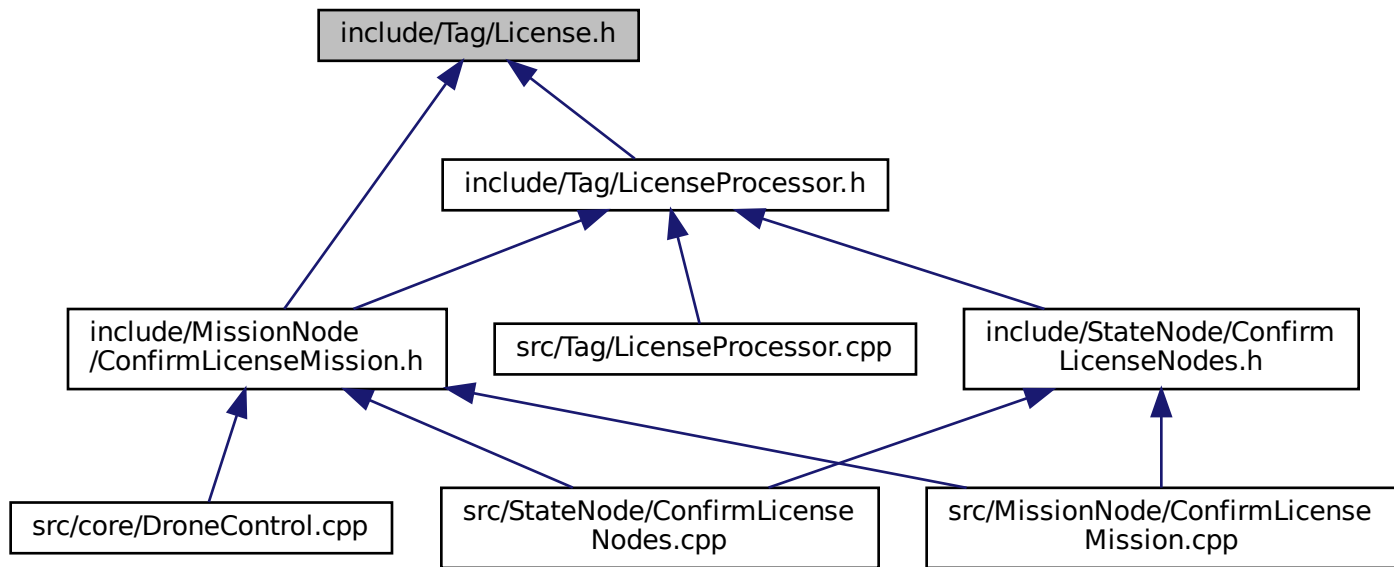 include/Tag/License.h
include/Tag/LicenseProcessor.h
include/MissionNode
/ConfirmLicenseMission.h
src/Tag/LicenseProcessor.cpp
include/StateNode/Confirm
LicenseNodes.h
src/core/DroneControl.cpp
src/StateNode/ConfirmLicense
Nodes.cpp
src/MissionNode/ConfirmLicense
Mission.cpp